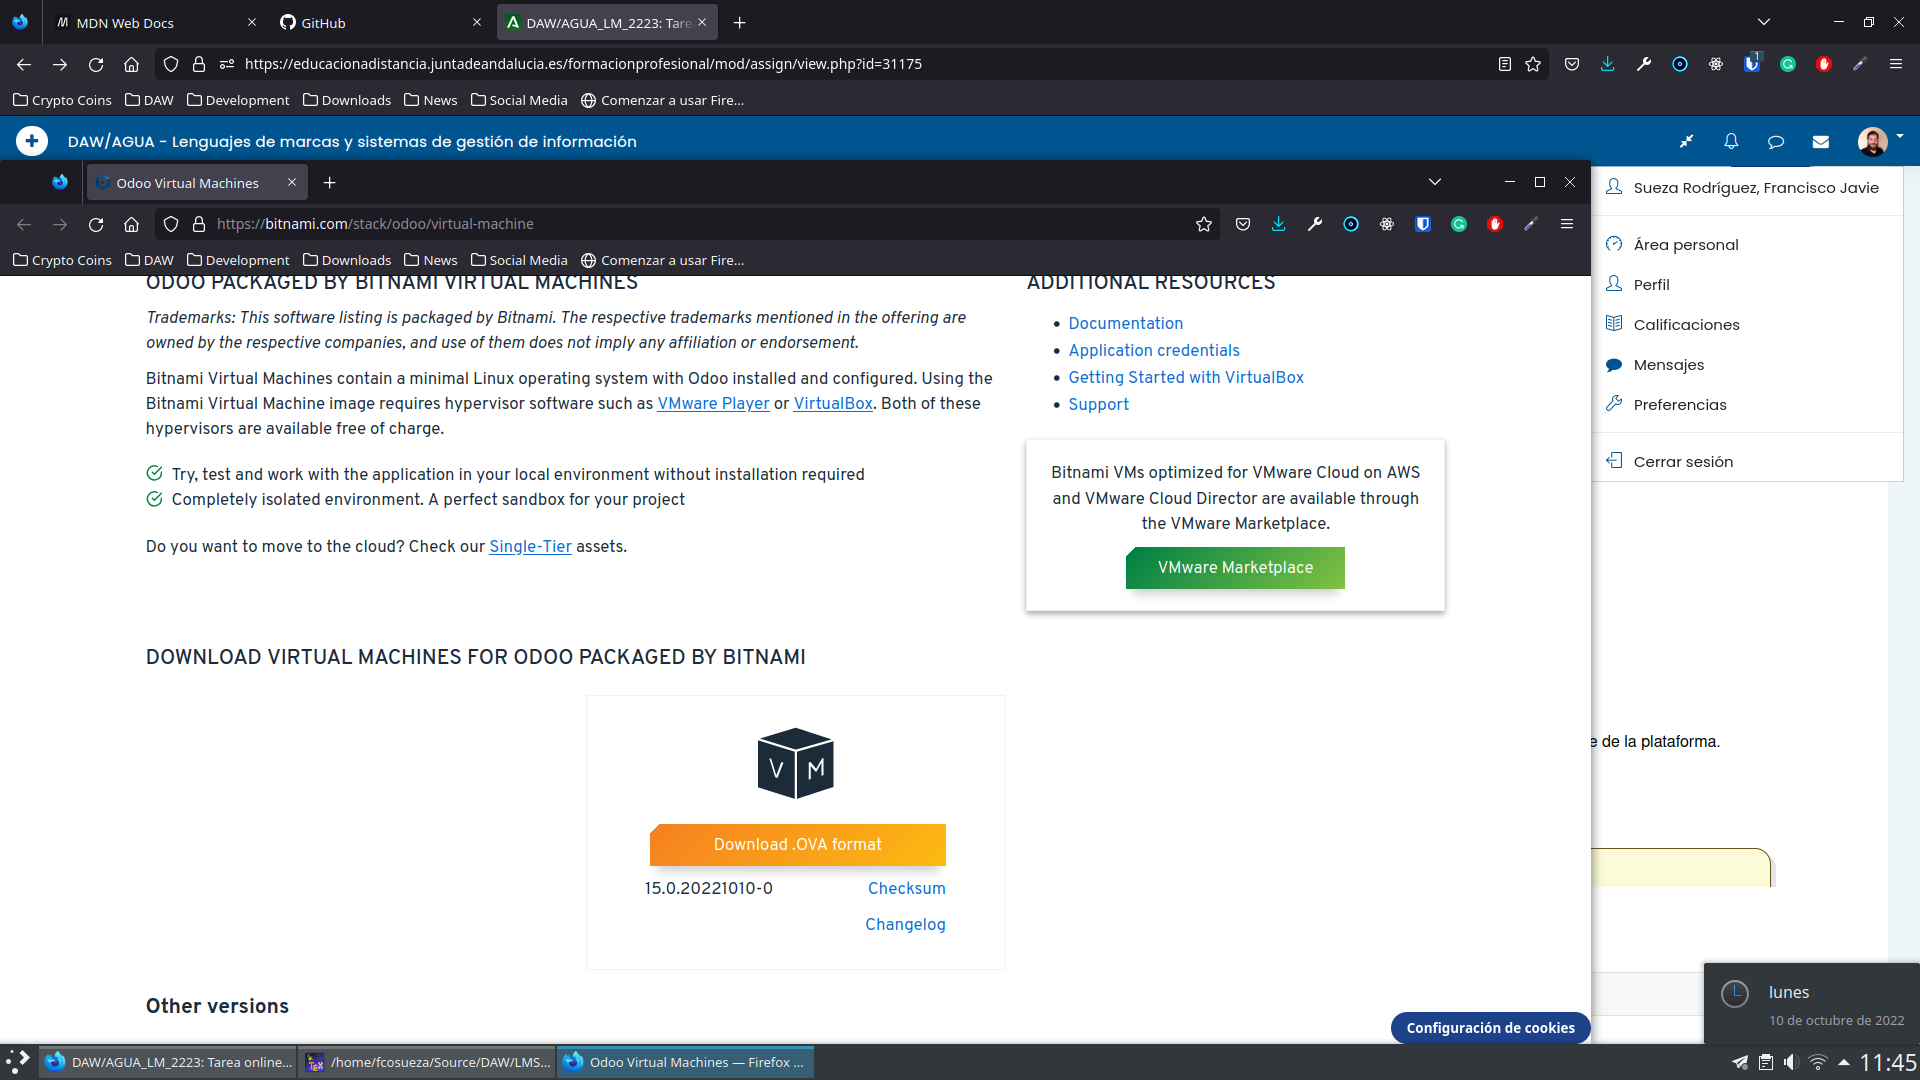 MDN Web Docs
GitHub
DAW/AGUA_LM_2223: Tare
https://educacionadistancia.juntadeandalucia.es/formacionprofesional/mod/assign/view.php?id=31175
1
Crypto Coins DAW Development Downloads News Social Media Comenzar a usar Fire...
DAW/AGUA - Lenguajes de marcas y sistemas de gestión de información
Odoo Virtual Machines
https://bitnami.com/stack/odoo/virtual-machine
Crypto Coins DAW Development Downloads News Social Media Comenzar a usar Fire...
ODOO PACKAGED BY BITNAMI VIRTUAL MACHINES
Trademarks: This software listing is packaged by Bitnami. The respective trademarks mentioned in the offering are
owned by the respective companies, and use of them does not imply any affiliation or endorsement.
Bitnami Virtual Machines contain a minimal Linux operating system with Odoo installed and configured. Using the
Bitnami Virtual Machine image requires hypervisor software such as VMware Player or VirtualBox. Both of these
hypervisors are available free of charge.
Try, test and work with the application in your local environment without installation required
Completely isolated environment. A perfect sandbox for your project
Do you want to move to the cloud? Check our Single-Tier assets.
ADDITIONAL RESOURCES
Documentation
Application credentials
Getting Started with VirtualBox
Support
Bitnami VMs optimized for VMware Cloud on AWS
and VMware Cloud Director are available through
the VMware Marketplace.
VMware Marketplace
DOWNLOAD VIRTUAL MACHINES FOR ODOO PACKAGED BY BITNAMI
V M
Download .OVA format
15.0.20221010-0 Checksum
Changelog
Other versions
Configuración de cookies
Sueza Rodríguez, Francisco Javie
Área personal
Perfil
Calificaciones
Mensajes
Preferencias
Cerrar sesión
e de la plataforma.
lunes
10 de octubre de 2022
DAW/AGUA_LM_2223: Tarea online...
/home/fcosueza/Source/DAW/LMS...
Odoo Virtual Machines — Firefox ...
11:45